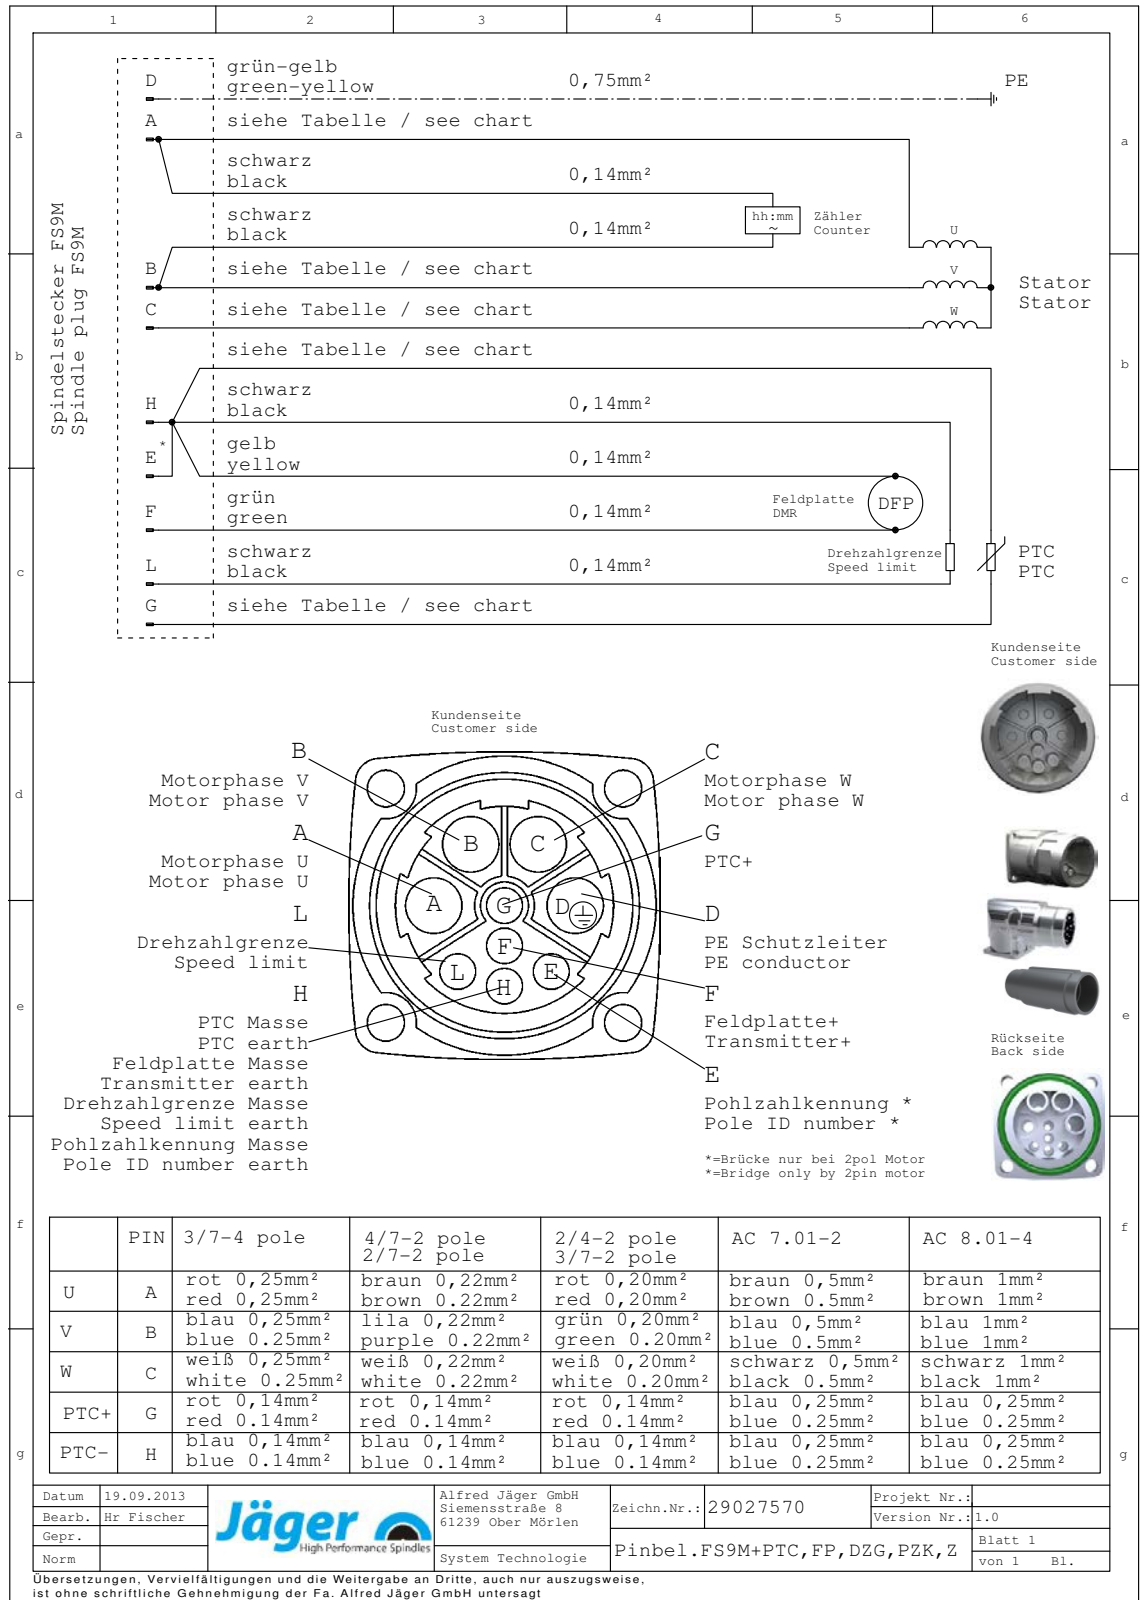 1 2 3 4 5 6
a
b
c
d
e
f
g
a
b
c
d
e
f
g
Spindelstecker FS9M
Spindle plug FS9M
D
grün-gelb
green-yellow
0,75mm²
PE
A
siehe Tabelle / see chart
schwarz
black
0,14mm²
schwarz
black
0,14mm²
hh:mm
~
Zähler
Counter
U
B
siehe Tabelle / see chart
V
Stator
Stator
C
siehe Tabelle / see chart
W
siehe Tabelle / see chart
H
schwarz
black
0,14mm²
E *
gelb
yellow
0,14mm²
F
grün
green
0,14mm²
Feldplatte
DMR
DFP
L
schwarz
black
0,14mm²
Drehzahlgrenze
Speed limit
PTC
PTC
G
siehe Tabelle / see chart
Kundenseite
Customer side
Kundenseite
Customer side
B
Motorphase V
Motor phase V
A
Motorphase U
Motor phase U
L
Drehzahlgrenze
Speed limit
H
PTC Masse
PTC earth
Feldplatte Masse
Transmitter earth
Drehzahlgrenze Masse
Speed limit earth
Pohlzahlkennung Masse
Pole ID number earth
B
C
A
G
D
F
L
E
H
C
Motorphase W
Motor phase W
G
PTC+
D
PE Schutzleiter
PE conductor
F
Feldplatte+
Transmitter+
E
Pohlzahlkennung *
Pole ID number *
*=Brücke nur bei 2pol Motor
*=Bridge only by 2pin motor
Rückseite
Back side
PIN 3/7-4 pole 4/7-2 pole 2/4-2 pole AC 7.01-2 AC 8.01-4
2/7-2 pole 3/7-2 pole
U A rot 0,25mm² braun 0,22mm² rot 0,20mm² braun 0,5mm² braun 1mm²
red 0,25mm² brown 0.22mm² red 0,20mm² brown 0.5mm² brown 1mm²
V B blau 0,25mm² lila 0,22mm² grün 0,20mm² blau 0,5mm² blau 1mm²
blue 0.25mm² purple 0.22mm² green 0.20mm² blue 0.5mm² blue 1mm²
W C weiß 0,25mm² weiß 0,22mm² weiß 0,20mm² schwarz 0,5mm² schwarz 1mm²
white 0.25mm² white 0.22mm² white 0.20mm² black 0.5mm² black 1mm²
PTC+ G rot 0,14mm² rot 0,14mm² rot 0,14mm² blau 0,25mm² blau 0,25mm²
red 0.14mm² red 0.14mm² red 0.14mm² blue 0.25mm² blue 0.25mm²
PTC- H blau 0,14mm² blau 0,14mm² blau 0,14mm² blau 0,25mm² blau 0,25mm²
blue 0.14mm² blue 0.14mm² blue 0.14mm² blue 0.25mm² blue 0.25mm²
Datum 19.09.2013
Bearb. Hr Fischer
Gepr.
Norm
Jäger
High Performance Spindles
Alfred Jäger GmbH
Siemensstraße 8
61239 Ober Mörlen
System Technologie
Zeichn.Nr.: 29027570
Projekt Nr.:
Version Nr.: 1.0
Pinbel.FS9M+PTC,FP,DZG,PZK,Z
Blatt 1
von 1 Bl.
Übersetzungen, Vervielfältigungen und die Weitergabe an Dritte, auch nur auszugsweise,
ist ohne schriftliche Gehnehmigung der Fa. Alfred Jäger GmbH untersagt